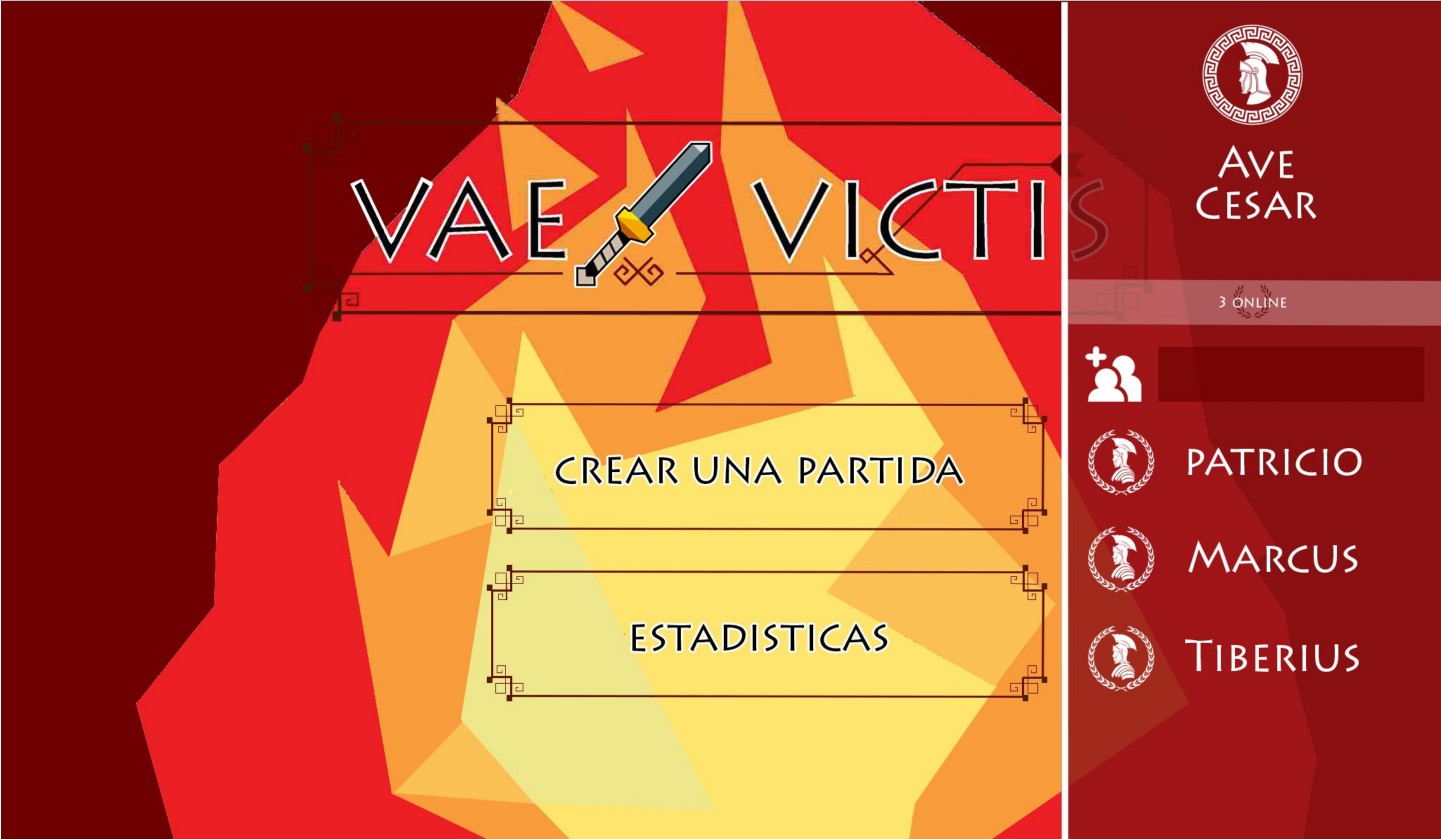 VAE VICTIS
CREAR UNA PARTIDA
ESTADISTICAS
AVE
CESAR
3 ONLINE
PATRICIO
MARCUS
TIBERIUS